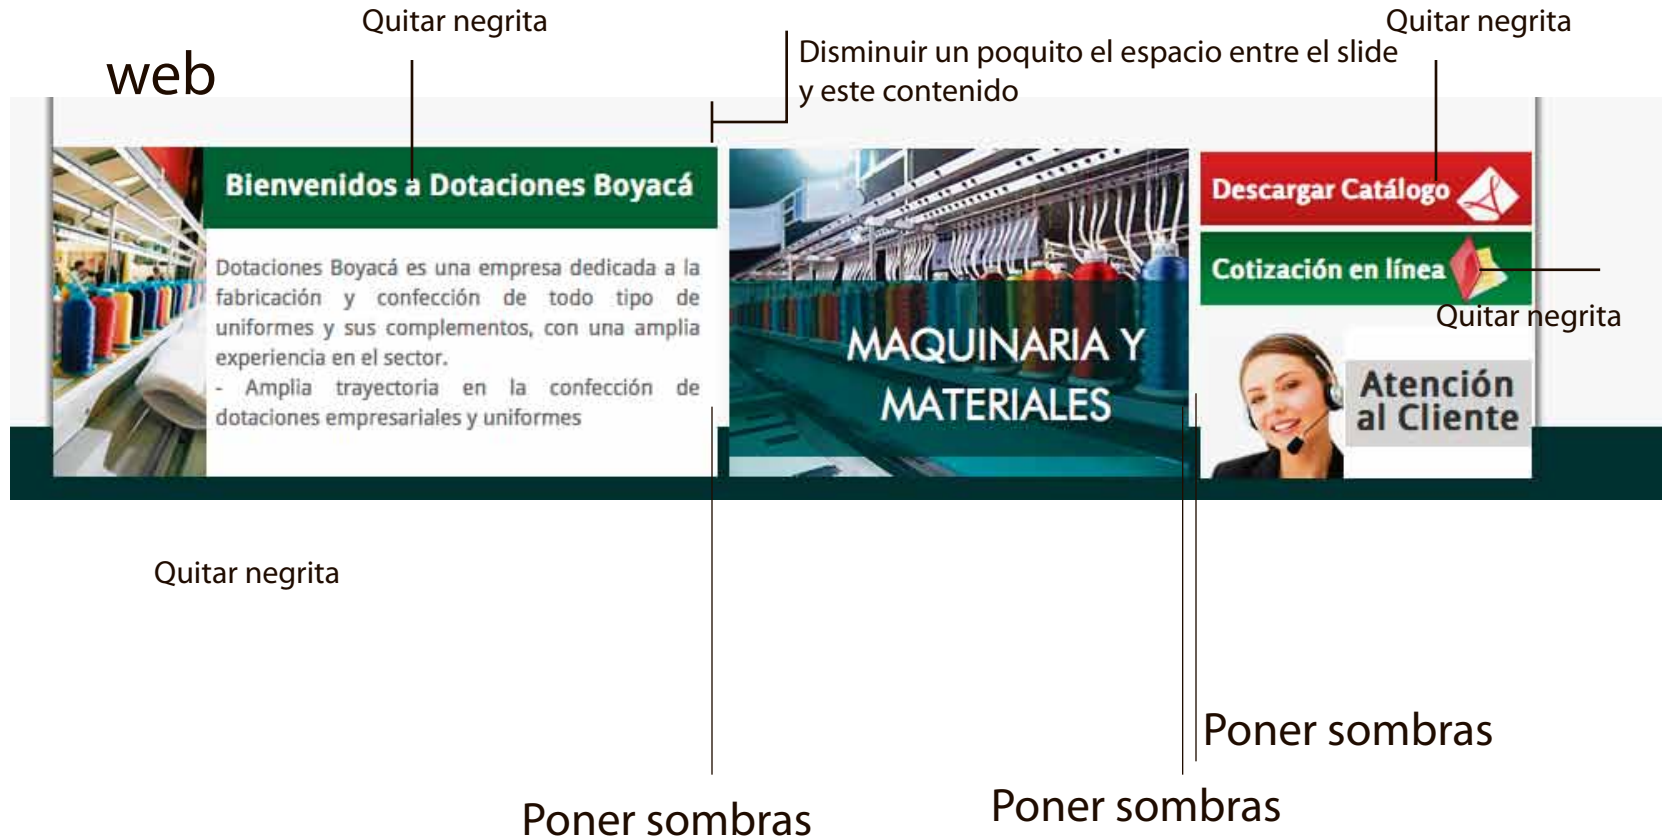 Quitar negrita
Quitar negrita
web
Disminuir un poquito el espacio entre el slide
y este contenido
Bienvenidos a Dotaciones Boyacá
Dotaciones Boyacá es una empresa dedicada a la
fabricación y confección de todo tipo de
uniformes y sus complementos, con una amplia
experiencia en el sector.
- Amplia trayectoria en la confección de
dotaciones empresariales y uniformes
MAQUINARIA Y
MATERIALES
Descargar Catálogo
Cotización en línea
Quitar negrita
Atención
al Cliente
Quitar negrita
Poner sombras
Poner sombras
Poner sombras